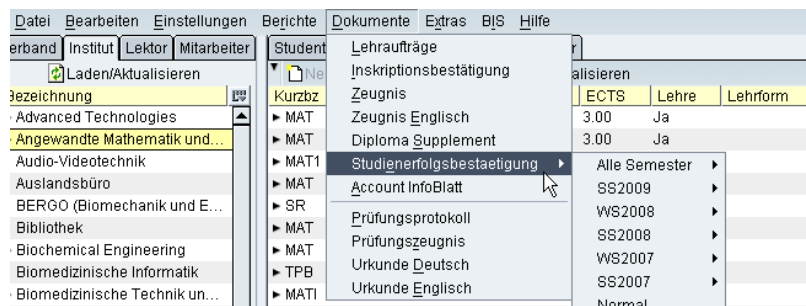 Datei Bearbeiten Einstellungen Berichte Dokumente Extras BIS Hilfe
erband Institut Lektor Mitarbeiter Student r
Laden/Aktualisieren Ne alisieren
Bezeichnung Kurzbz ECTS Lehre Lehrform
Advanced Technologies MAT 3.00 Ja
Angewandte Mathematik und... MAT 3.00 Ja
Audio-Videotechnik MAT1
Auslandsbüro MAT
BERGO (Biomechanik und E... SR
Bibliothek MAT
Biochemical Engineering MAT
Biomedizinische Informatik TPB
Biomedizinische Technik un... MATI
Lehraufträge
Inskriptionsbestätigung
Zeugnis
Zeugnis Englisch
Diploma Supplement
Studienerfolgsbestaetigung
Account InfoBlatt
Prüfungsprotokoll
Prüfungszeugnis
Urkunde Deutsch
Urkunde Englisch
Alle Semester
SS2009
WS2008
SS2008
WS2007
SS2007
Normal